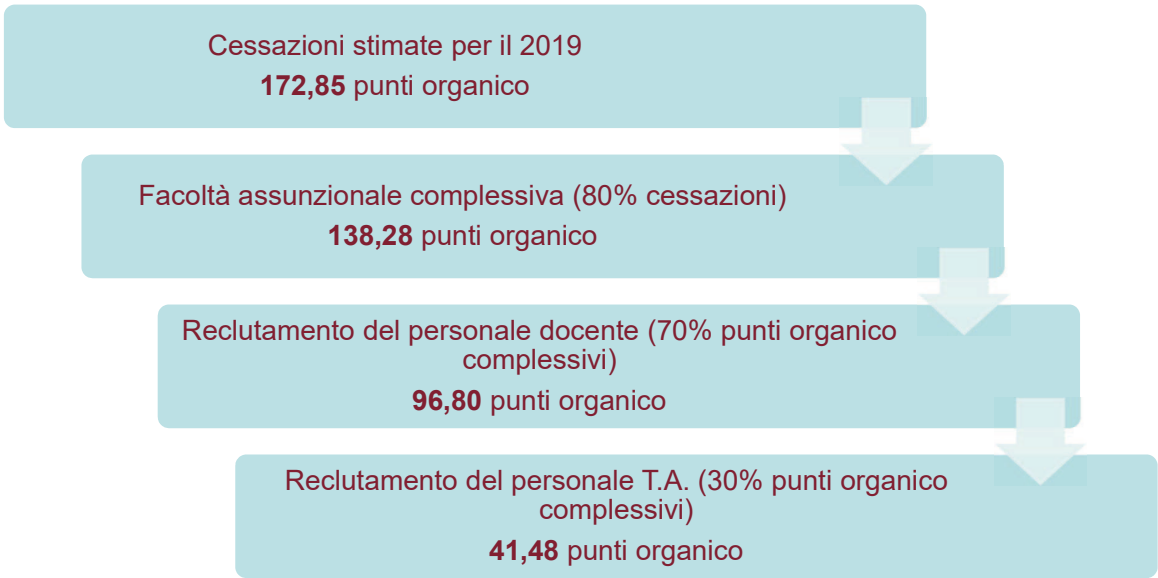 Cessazioni stimate per il 2019
172,85 punti organico
Facoltà assunzionale complessiva (80% cessazioni)
138,28 punti organico
Reclutamento del personale docente (70% punti organico
complessivi)
96,80 punti organico
Reclutamento del personale T.A. (30% punti organico
complessivi)
41,48 punti organico